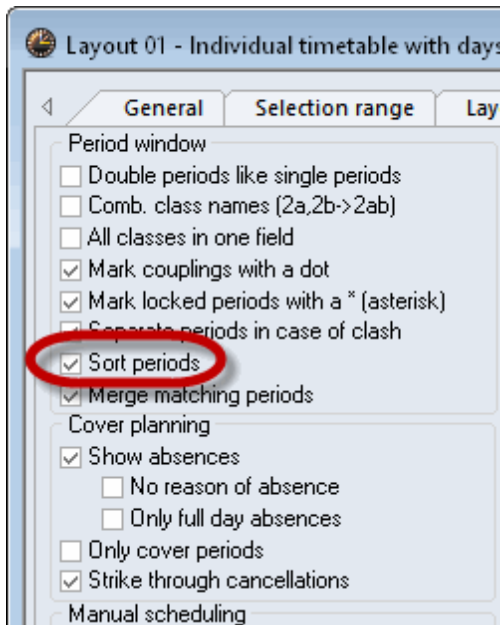 Layout 01 - Individual timetable with days
General Selection range Lay
Period window
Double periods like single periods
Comb. class names (2a,2b->2ab)
All classes in one field
Mark couplings with a dot
Mark locked periods with a * (asterisk)
Separate periods in case of clash
Sort periods
Merge matching periods
Cover planning
Show absences
No reason of absence
Only full day absences
Only cover periods
Strike through cancellations
Manual scheduling